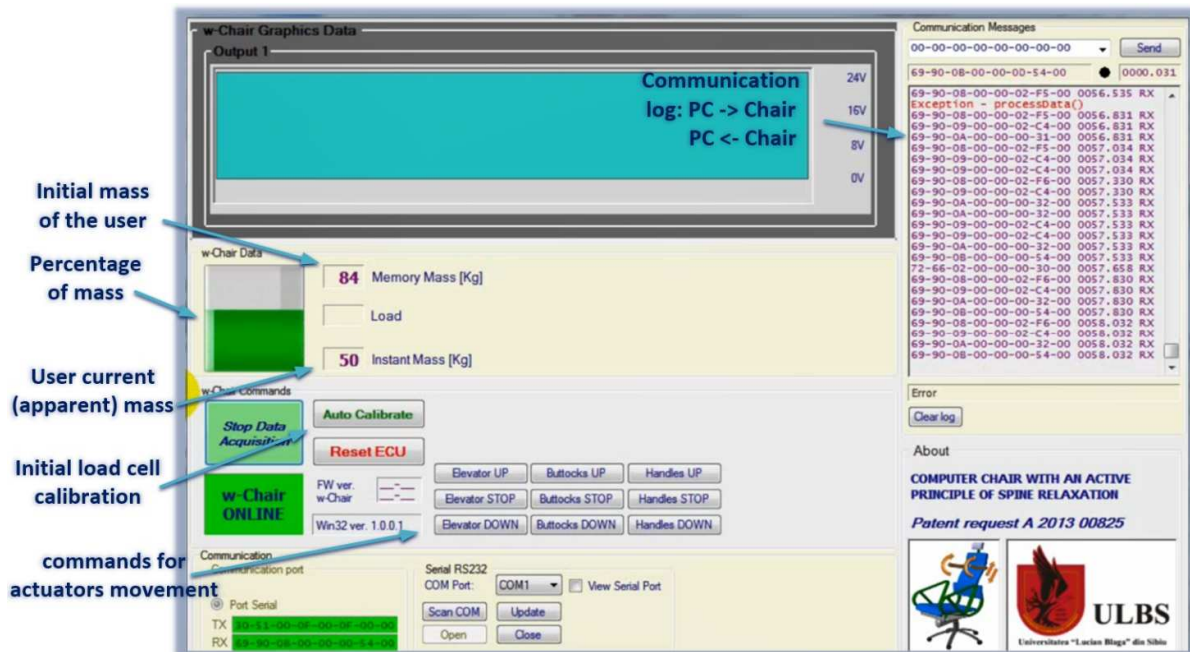 w-Chair Graphics Data
Output 1
24V
16V
8V
0V
Communication
log: PC -> Chair
PC <- Chair
Initial mass
of the user
Percentage
of mass
User current
(apparent) mass
Initial load cell
calibration
commands for
actuators movement
w-Chair Data
84 Memory Mass [Kg]
Load
50 Instant Mass [Kg]
w-Chair Commands
Stop Data
Acquisition
Auto Calibrate
Reset ECU
w-Chair
ONLINE
FW ver.
w-Chair
--:--
Win32 ver. 1.0.0.1
Elevator UP Buttocks UP Handles UP
Elevator STOP Buttocks STOP Handles STOP
Elevator DOWN Buttocks DOWN Handles DOWN
Communication
Communication port
Port Serial
TX 30-51-00-0F-00-0F-00-00
RX 69-90-0B-00-00-00-54-00
Serial RS232
COM Port: COM1 View Serial Port
Scan COM Update
Open Close
Communication Messages
00-00-00-00-00-00-00-00 Send
69-90-0B-00-00-00-54-00 0000.031
69-90-08-00-00-02-F5-00 0056.535 RX
Exception - processData()
69-90-08-00-00-02-F5-00 0056.831 RX
69-90-09-00-00-02-C4-00 0056.831 RX
69-90-0A-00-00-00-31-00 0056.831 RX
69-90-08-00-00-02-F5-00 0057.034 RX
69-90-09-00-00-02-C4-00 0057.034 RX
69-90-08-00-00-02-F6-00 0057.330 RX
69-90-09-00-00-02-C4-00 0057.330 RX
69-90-0A-00-00-00-32-00 0057.533 RX
69-90-0A-00-00-00-32-00 0057.533 RX
69-90-09-00-00-02-C4-00 0057.533 RX
69-90-09-00-00-02-C4-00 0057.533 RX
69-90-0A-00-00-00-32-00 0057.533 RX
69-90-0B-00-00-00-54-00 0057.533 RX
72-66-02-00-00-00-30-00 0057.658 RX
69-90-08-00-00-02-F6-00 0057.830 RX
69-90-09-00-00-02-C4-00 0057.830 RX
69-90-0A-00-00-00-32-00 0057.830 RX
69-90-0B-00-00-00-54-00 0057.830 RX
69-90-08-00-00-02-F6-00 0058.032 RX
69-90-09-00-00-02-C4-00 0058.032 RX
69-90-0A-00-00-00-32-00 0058.032 RX
69-90-0B-00-00-00-54-00 0058.032 RX
Error
Clear log
About
COMPUTER CHAIR WITH AN ACTIVE
PRINCIPLE OF SPINE RELAXATION
Patent request A 2013 00825
ULBS
Universitatea "Lucian Blaga" din Sibiu